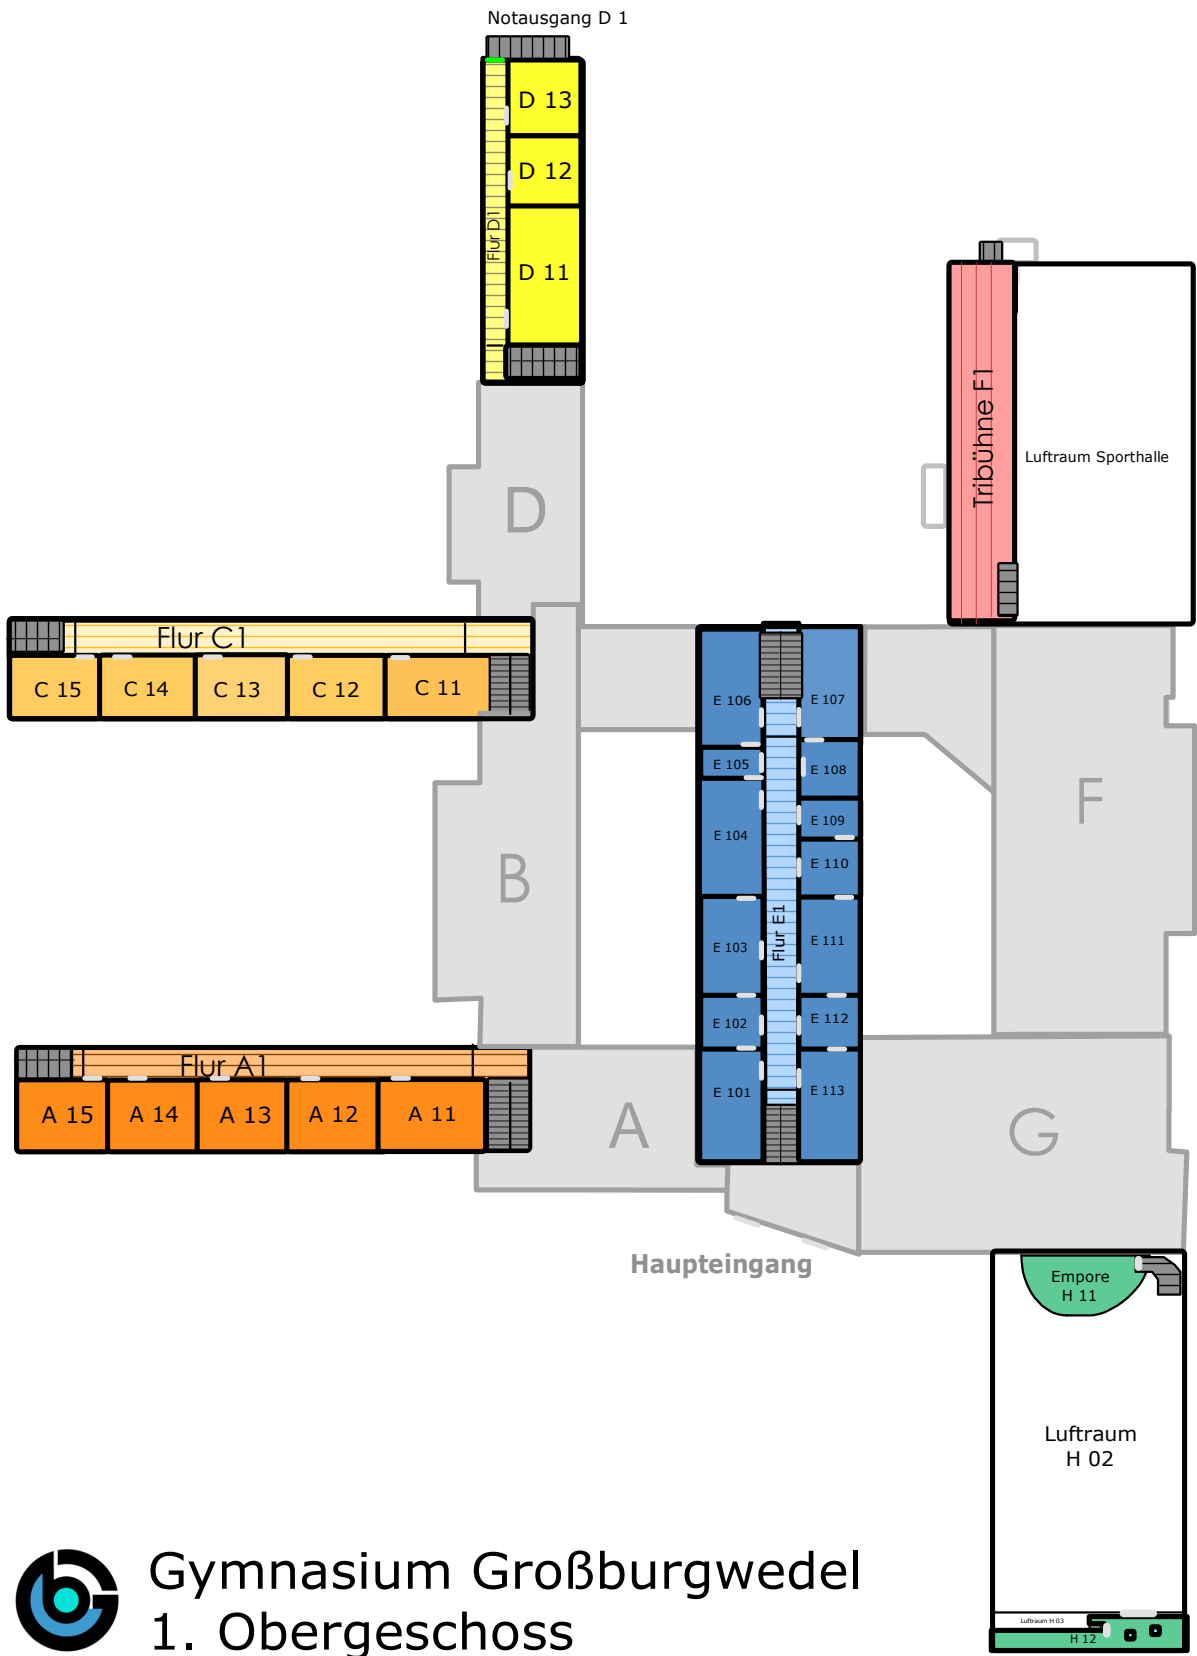 Notausgang D 1
D 13
D 12
Flur D1
D 11
Tribühne F1
Luftraum Sporthalle
D
Flur C1
C 15
C 14
C 13
C 12
C 11
E 106
E 107
E 105
E 108
E 104
E 109
E 110
F
B
Flur E1
E 103
E 111
E 102
E 112
Flur A1
E 101
E 113
A 15
A 14
A 13
A 12
A 11
A
G
Haupteingang
Empore
H 11
Luftraum
H 02
Luftraum H 03
H 12
Gymnasium Großburgwedel
1. Obergeschoss